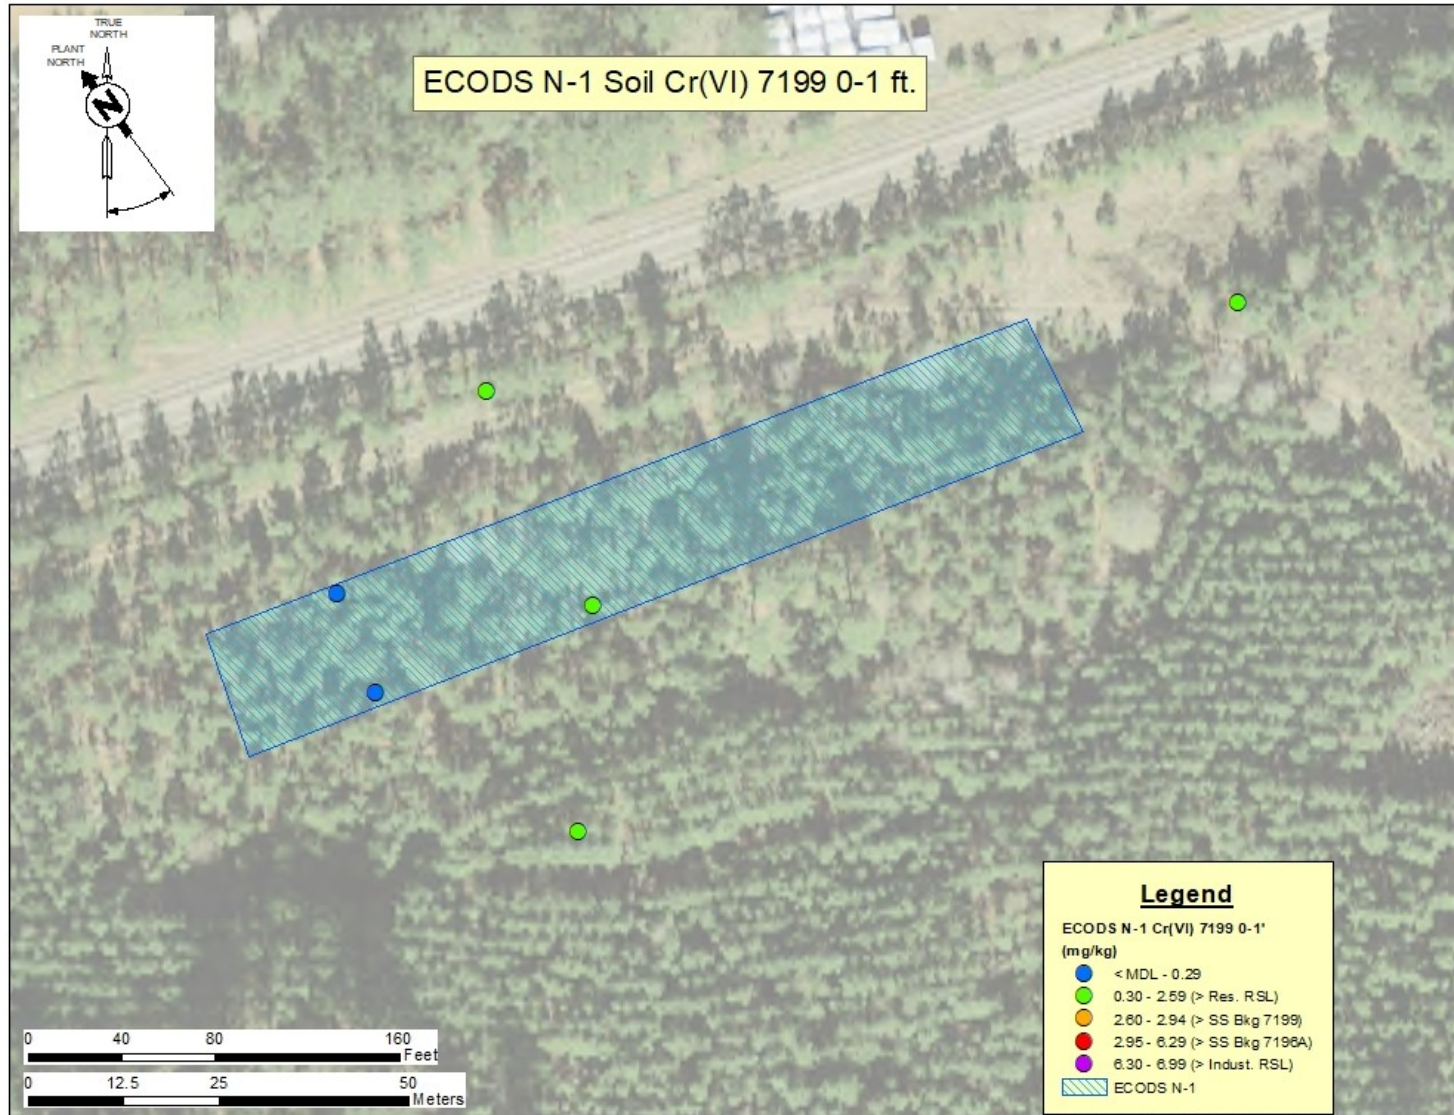 TRUE
NORTH
PLANT
NORTH
N
ECODS N-1 Soil Cr(VI) 7199 0-1 ft.
Legend
ECODS N-1 Cr(VI) 7199 0-1'
(mg/kg)
< MDL - 0.29
0.30 - 2.59 (> Res. RSL)
2.60 - 2.94 (> SS Bkg 7199)
2.95 - 6.29 (> SS Bkg 7196A)
6.30 - 6.99 (> Indust. RSL)
ECODS N-1
0 40 80 160
Feet
0 12.5 25 50
Meters